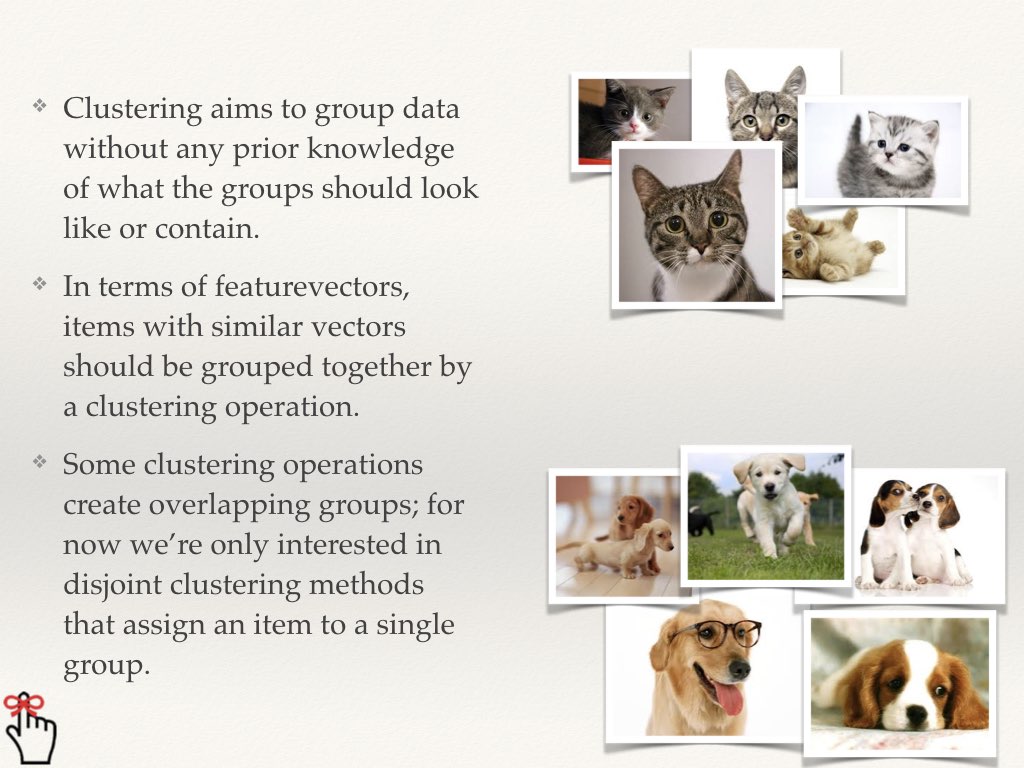 Clustering aims to group data
without any prior knowledge
of what the groups should look
like or contain.
In terms of featurevectors,
items with similar vectors
should be grouped together by
a clustering operation.
Some clustering operations
create overlapping groups; for
now we’re only interested in
disjoint clustering methods
that assign an item to a single
group.